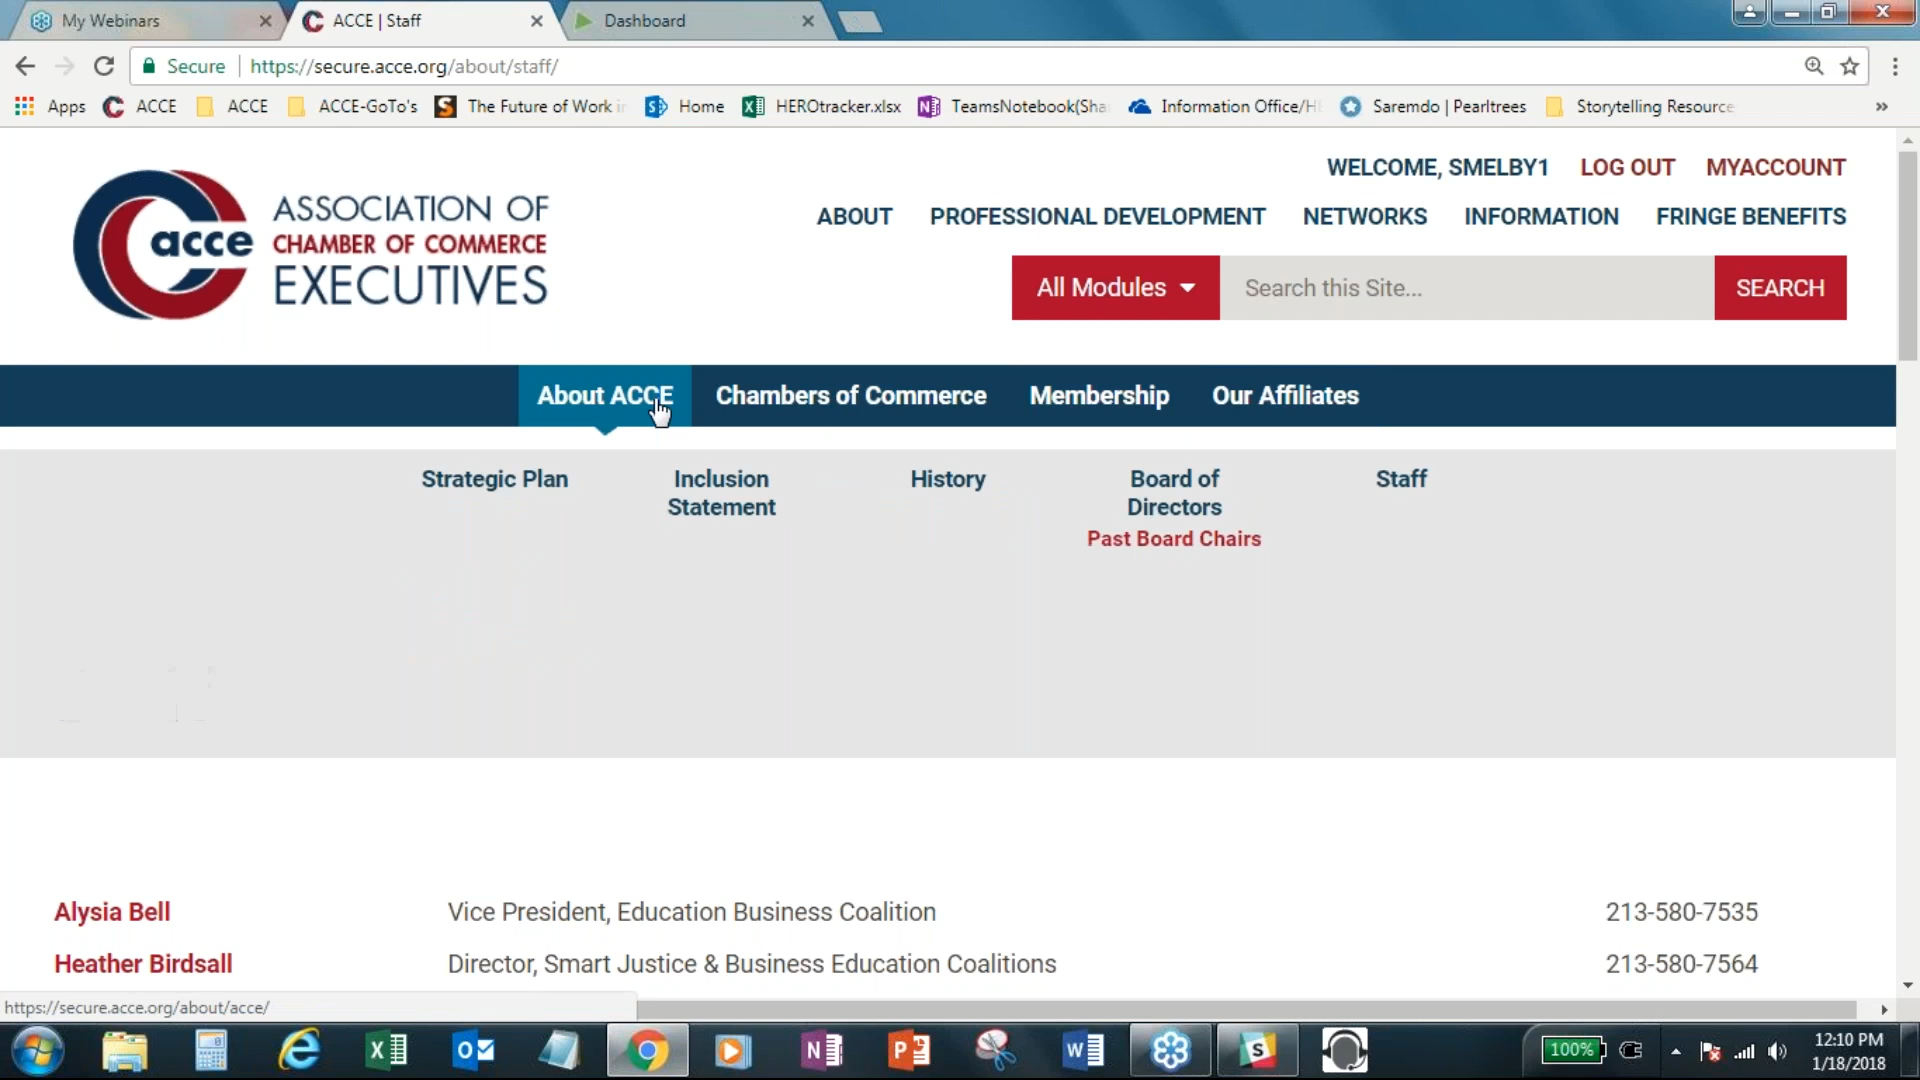 My Webinars
ACCE | Staff
Dashboard
Secure https://secure.acce.org/about/staff/
Apps ACCE ACCE ACCE-GoTo's The Future of Work in Home HEROtracker.xlsx TeamsNotebook(Sha Information Office/H Saremdo | Pearltrees Storytelling Resource »
WELCOME, SMELBY1 LOG OUT MYACCOUNT
acce
ASSOCIATION OF
CHAMBER OF COMMERCE
EXECUTIVES
ABOUT PROFESSIONAL DEVELOPMENT NETWORKS INFORMATION FRINGE BENEFITS
All Modules Search this Site... SEARCH
About ACCE Chambers of Commerce Membership Our Affiliates
Strategic Plan
Inclusion
Statement
History
Board of
Directors
Past Board Chairs
Staff
Alysia Bell Vice President, Education Business Coalition 213-580-7535
Heather Birdsall Director, Smart Justice & Business Education Coalitions 213-580-7564
https://secure.acce.org/about/acce/
100%
12:10 PM
1/18/2018